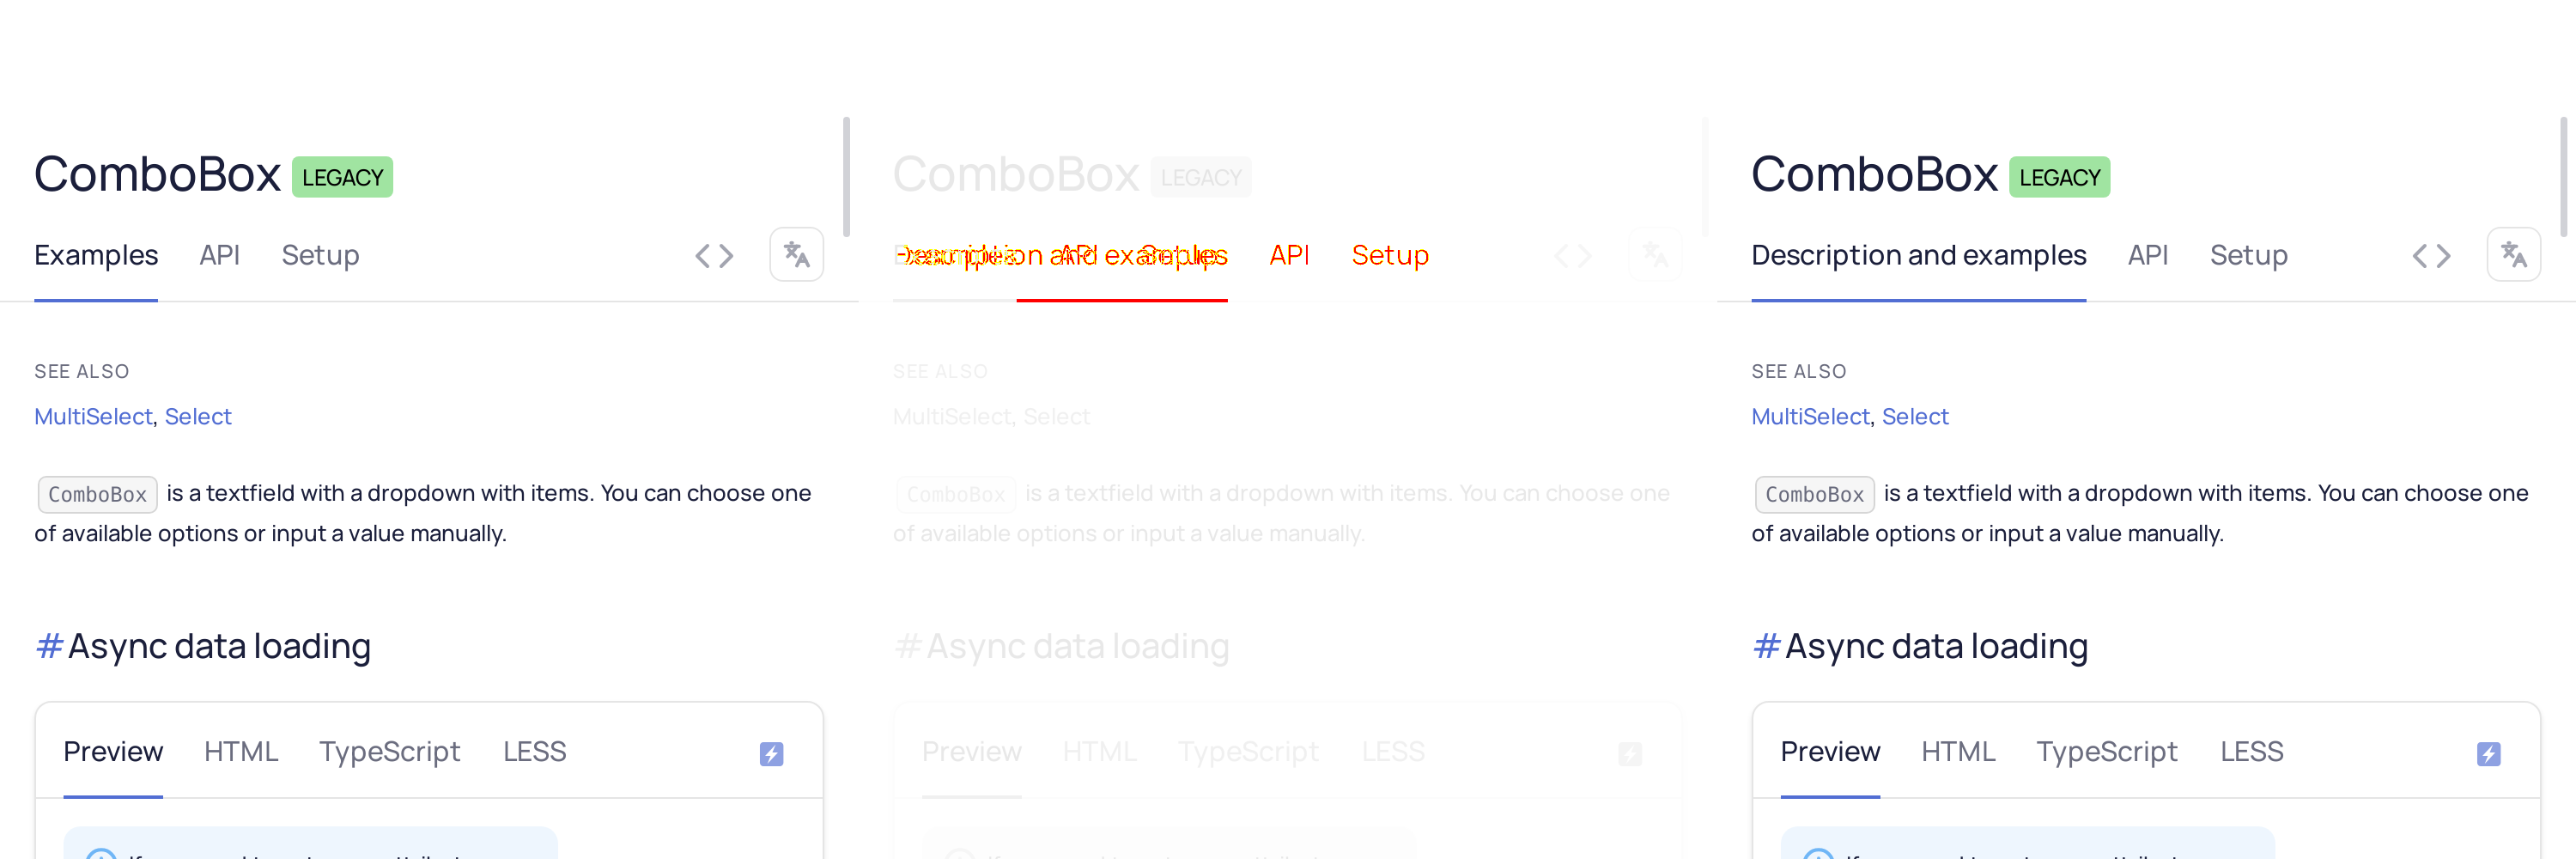 ComboBox LEGACY
Examples API Setup
SEE ALSO
MultiSelect, Select
ComboBox is a textfield with a dropdown with items. You can choose one
of available options or input a value manually.
#Async data loading
Preview HTML TypeScript LESS
ComboBox LEGACY
Description and examples API Setup
SEE ALSO
MultiSelect, Select
ComboBox is a textfield with a dropdown with items. You can choose one
of available options or input a value manually.
#Async data loading
Preview HTML TypeScript LESS
ComboBox LEGACY
Description and examples API Setup
SEE ALSO
MultiSelect, Select
ComboBox is a textfield with a dropdown with items. You can choose one
of available options or input a value manually.
#Async data loading
Preview HTML TypeScript LESS